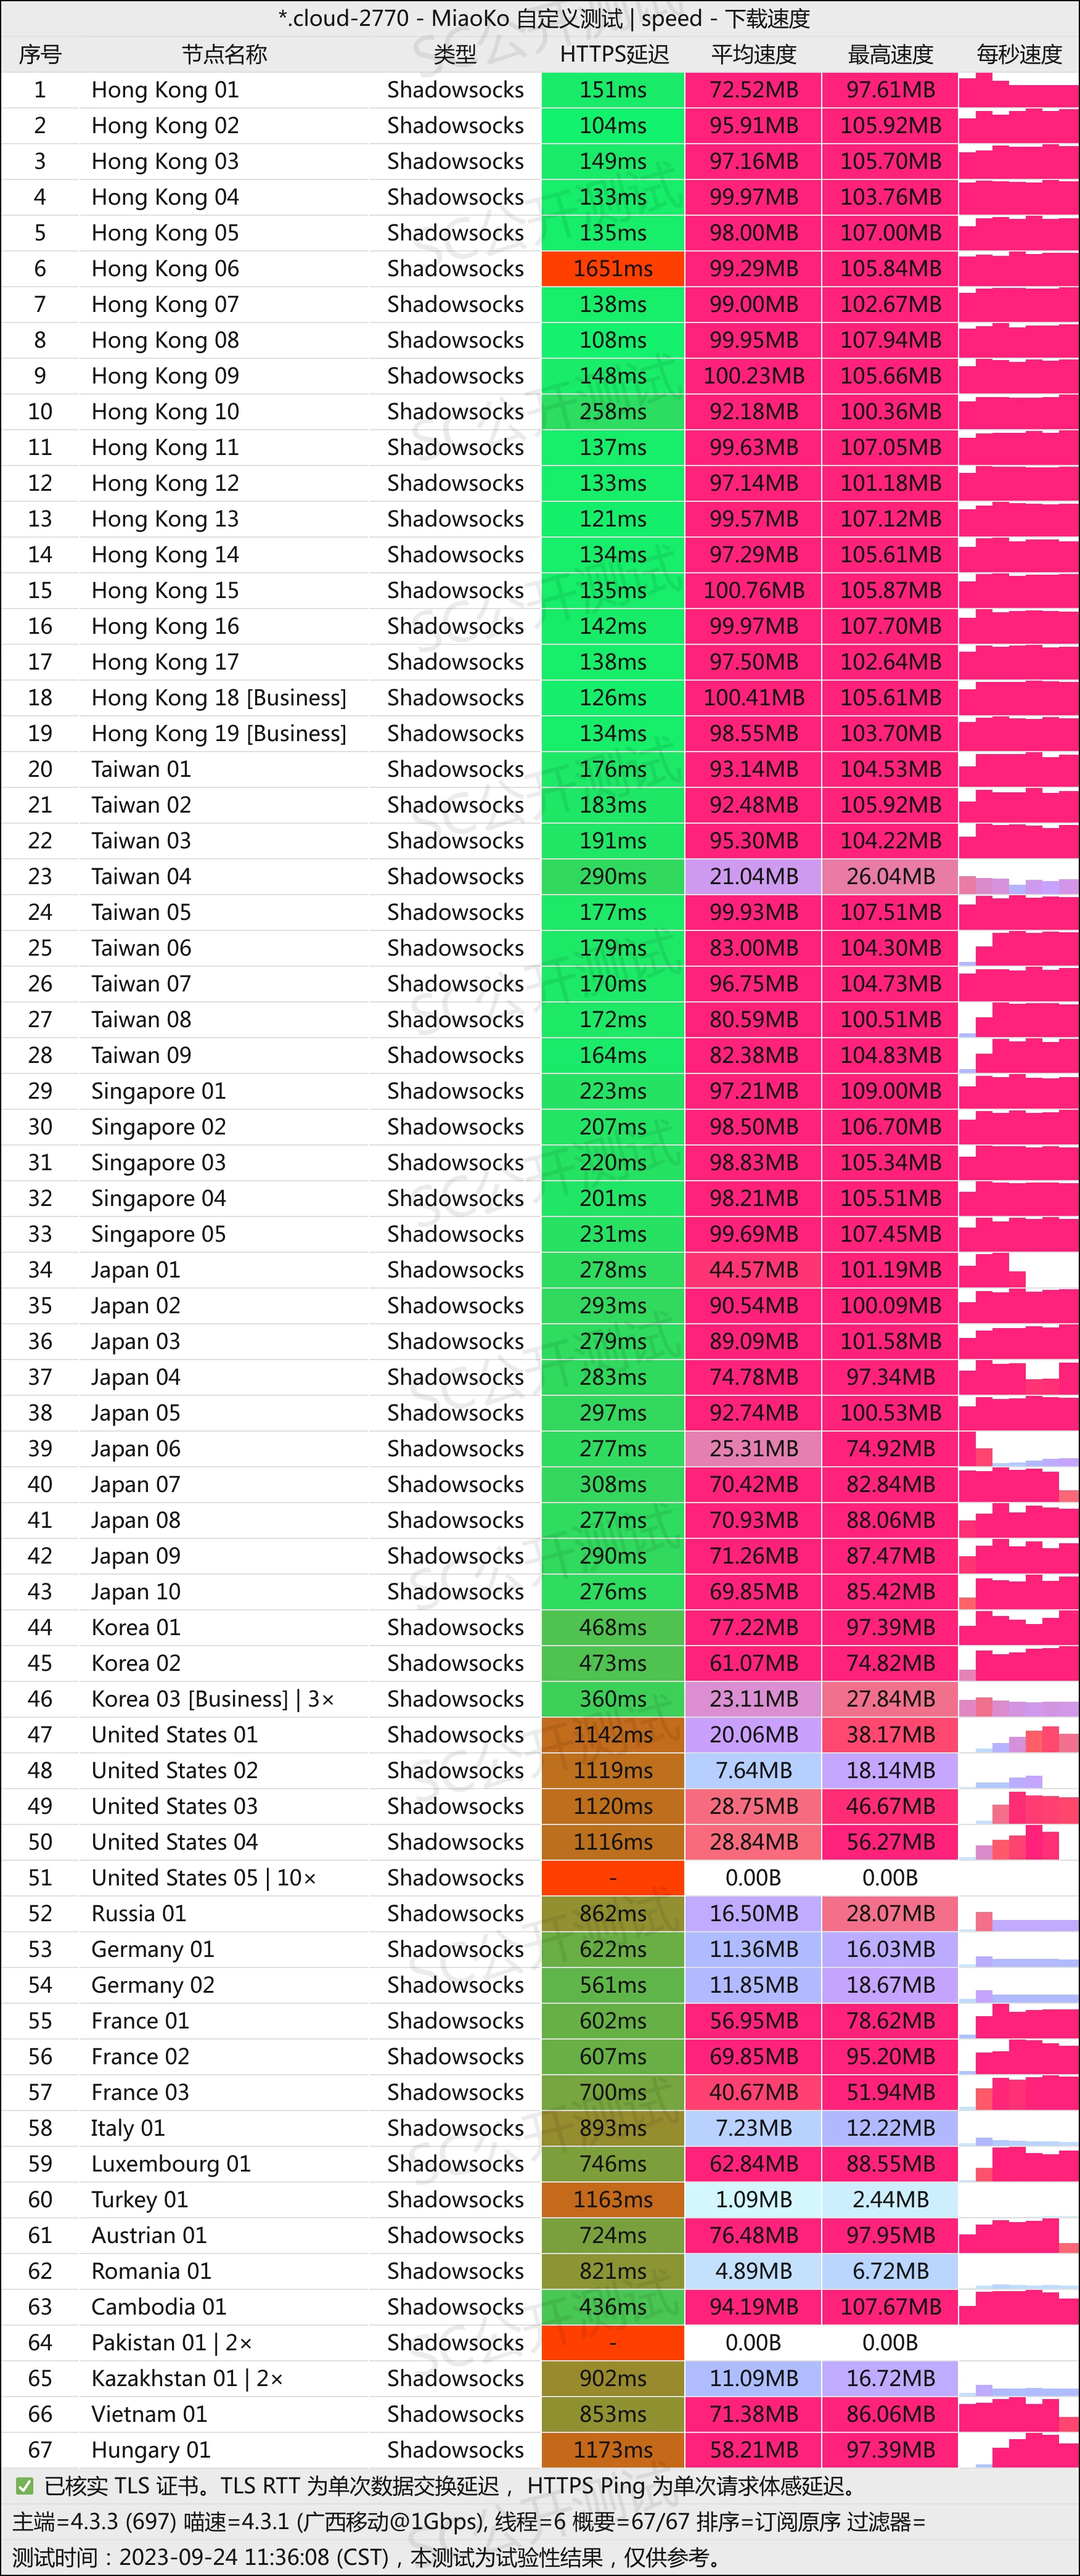 *.cloud-2770 - MiaoKo 自定义测试 | speed - 下载速度
序号 节点名称 类型 HTTPS延迟 平均速度 最高速度 每秒速度
1 Hong Kong 01 Shadowsocks 151ms 72.52MB 97.61MB
2 Hong Kong 02 Shadowsocks 104ms 95.91MB 105.92MB
3 Hong Kong 03 Shadowsocks 149ms 97.16MB 105.70MB
4 Hong Kong 04 Shadowsocks 133ms 99.97MB 103.76MB
5 Hong Kong 05 Shadowsocks 135ms 98.00MB 107.00MB
6 Hong Kong 06 Shadowsocks 1651ms 99.29MB 105.84MB
7 Hong Kong 07 Shadowsocks 138ms 99.00MB 102.67MB
8 Hong Kong 08 Shadowsocks 108ms 99.95MB 107.94MB
9 Hong Kong 09 Shadowsocks 148ms 100.23MB 105.66MB
10 Hong Kong 10 Shadowsocks 258ms 92.18MB 100.36MB
11 Hong Kong 11 Shadowsocks 137ms 99.63MB 107.05MB
12 Hong Kong 12 Shadowsocks 133ms 97.14MB 101.18MB
13 Hong Kong 13 Shadowsocks 121ms 99.57MB 107.12MB
14 Hong Kong 14 Shadowsocks 134ms 97.29MB 105.61MB
15 Hong Kong 15 Shadowsocks 135ms 100.76MB 105.87MB
16 Hong Kong 16 Shadowsocks 142ms 99.97MB 107.70MB
17 Hong Kong 17 Shadowsocks 138ms 97.50MB 102.64MB
18 Hong Kong 18 [Business] Shadowsocks 126ms 100.41MB 105.61MB
19 Hong Kong 19 [Business] Shadowsocks 134ms 98.55MB 103.70MB
20 Taiwan 01 Shadowsocks 176ms 93.14MB 104.53MB
21 Taiwan 02 Shadowsocks 183ms 92.48MB 105.92MB
22 Taiwan 03 Shadowsocks 191ms 95.30MB 104.22MB
23 Taiwan 04 Shadowsocks 290ms 21.04MB 26.04MB
24 Taiwan 05 Shadowsocks 177ms 99.93MB 107.51MB
25 Taiwan 06 Shadowsocks 179ms 83.00MB 104.30MB
26 Taiwan 07 Shadowsocks 170ms 96.75MB 104.73MB
27 Taiwan 08 Shadowsocks 172ms 80.59MB 100.51MB
28 Taiwan 09 Shadowsocks 164ms 82.38MB 104.83MB
29 Singapore 01 Shadowsocks 223ms 97.21MB 109.00MB
30 Singapore 02 Shadowsocks 207ms 98.50MB 106.70MB
31 Singapore 03 Shadowsocks 220ms 98.83MB 105.34MB
32 Singapore 04 Shadowsocks 201ms 98.21MB 105.51MB
33 Singapore 05 Shadowsocks 231ms 99.69MB 107.45MB
34 Japan 01 Shadowsocks 278ms 44.57MB 101.19MB
35 Japan 02 Shadowsocks 293ms 90.54MB 100.09MB
36 Japan 03 Shadowsocks 279ms 89.09MB 101.58MB
37 Japan 04 Shadowsocks 283ms 74.78MB 97.34MB
38 Japan 05 Shadowsocks 297ms 92.74MB 100.53MB
39 Japan 06 Shadowsocks 277ms 25.31MB 74.92MB
40 Japan 07 Shadowsocks 308ms 70.42MB 82.84MB
41 Japan 08 Shadowsocks 277ms 70.93MB 88.06MB
42 Japan 09 Shadowsocks 290ms 71.26MB 87.47MB
43 Japan 10 Shadowsocks 276ms 69.85MB 85.42MB
44 Korea 01 Shadowsocks 468ms 77.22MB 97.39MB
45 Korea 02 Shadowsocks 473ms 61.07MB 74.82MB
46 Korea 03 [Business] | 3× Shadowsocks 360ms 23.11MB 27.84MB
47 United States 01 Shadowsocks 1142ms 20.06MB 38.17MB
48 United States 02 Shadowsocks 1119ms 7.64MB 18.14MB
49 United States 03 Shadowsocks 1120ms 28.75MB 46.67MB
50 United States 04 Shadowsocks 1116ms 28.84MB 56.27MB
51 United States 05 | 10× Shadowsocks - 0.00B 0.00B
52 Russia 01 Shadowsocks 862ms 16.50MB 28.07MB
53 Germany 01 Shadowsocks 622ms 11.36MB 16.03MB
54 Germany 02 Shadowsocks 561ms 11.85MB 18.67MB
55 France 01 Shadowsocks 602ms 56.95MB 78.62MB
56 France 02 Shadowsocks 607ms 69.85MB 95.20MB
57 France 03 Shadowsocks 700ms 40.67MB 51.94MB
58 Italy 01 Shadowsocks 893ms 7.23MB 12.22MB
59 Luxembourg 01 Shadowsocks 746ms 62.84MB 88.55MB
60 Turkey 01 Shadowsocks 1163ms 1.09MB 2.44MB
61 Austrian 01 Shadowsocks 724ms 76.48MB 97.95MB
62 Romania 01 Shadowsocks 821ms 4.89MB 6.72MB
63 Cambodia 01 Shadowsocks 436ms 94.19MB 107.67MB
64 Pakistan 01 | 2× Shadowsocks - 0.00B 0.00B
65 Kazakhstan 01 | 2× Shadowsocks 902ms 11.09MB 16.72MB
66 Vietnam 01 Shadowsocks 853ms 71.38MB 86.06MB
67 Hungary 01 Shadowsocks 1173ms 58.21MB 97.39MB
✅ 已核实 TLS 证书。TLS RTT 为单次数据交换延迟， HTTPS Ping 为单次请求体感延迟。
主端=4.3.3 (697) 喵速=4.3.1 (广西移动@1Gbps), 线程=6 概要=67/67 排序=订阅原序 过滤器=
测试时间：2023-09-24 11:36:08 (CST)，本测试为试验性结果，仅供参考。
SC公开测试